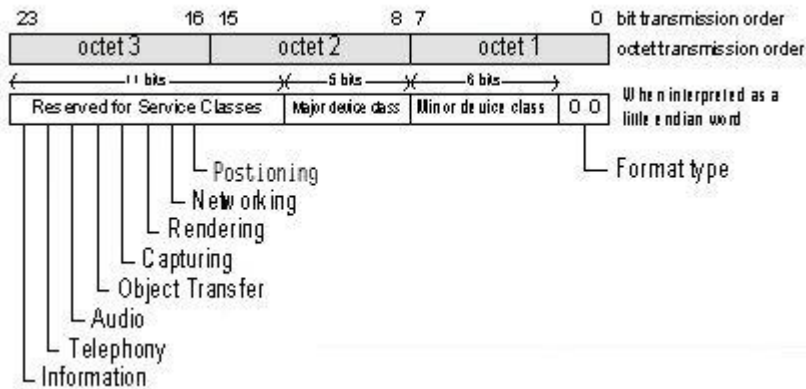 23 16 15 8 7 0 bit transmission order
octet 3 octet 2 octet 1 octet transmission order
11 bits 5 bits 6 bits
Reserved for Service Classes Major device class Minor device class 0 0 When interpreted as a
little endian word
Postioning Format type
Networking
Rendering
Capturing
Object Transfer
Audio
Telephony
Information